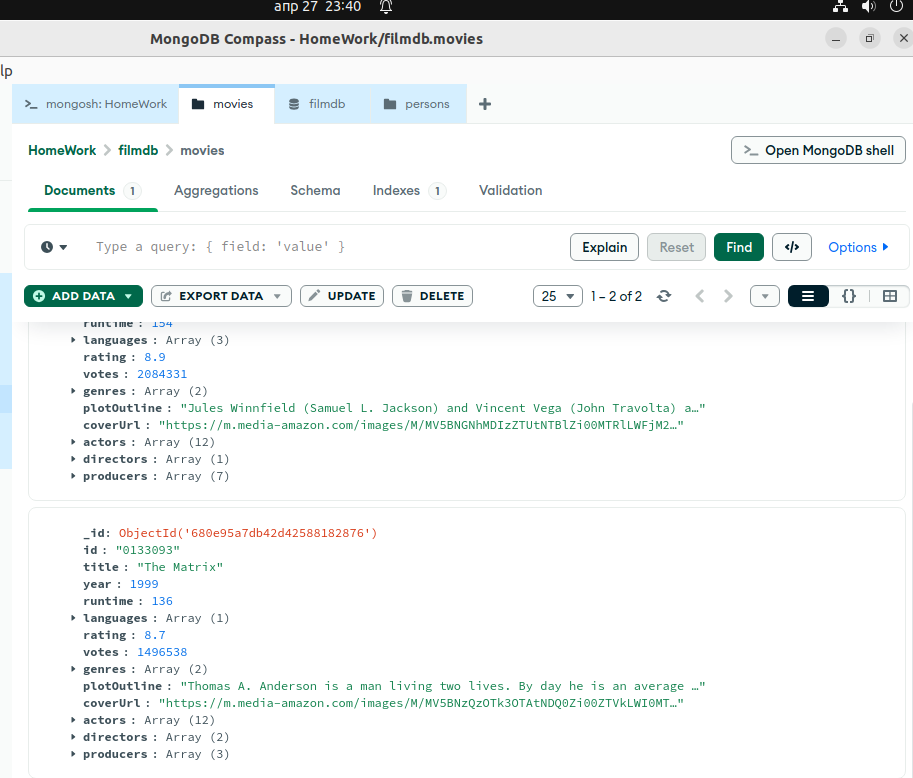 апр 27 23:40
MongoDB Compass - HomeWork/filmdb.movies
lp
>_ mongosh: HomeWork movies filmdb persons +
HomeWork > filmdb > movies
>_ Open MongoDB shell
Documents 1 Aggregations Schema Indexes 1 Validation
Type a query: { field: 'value' } Explain Reset Find </> Options
ADD DATA EXPORT DATA UPDATE DELETE 25 1 – 2 of 2 {}
runtime : 154
languages : Array (3)
rating : 8.9
votes : 2084331
genres : Array (2)
plotOutline : "Jules Winnfield (Samuel L. Jackson) and Vincent Vega (John Travolta) a…"
coverUrl : "https://m.media-amazon.com/images/M/MV5BNGNhMDIzZTUtNTBlZi00MTRlLWFjM2…"
actors : Array (12)
directors : Array (1)
producers : Array (7)
_id: ObjectId('680e95a7db42d42588182876')
id : "0133093"
title : "The Matrix"
year : 1999
runtime : 136
languages : Array (1)
rating : 8.7
votes : 1496538
genres : Array (2)
plotOutline : "Thomas A. Anderson is a man living two lives. By day he is an average …"
coverUrl : "https://m.media-amazon.com/images/M/MV5BNzQzOTk3OTAtNDQ0Zi00ZTVkLWI0MT…"
actors : Array (12)
directors : Array (2)
producers : Array (3)